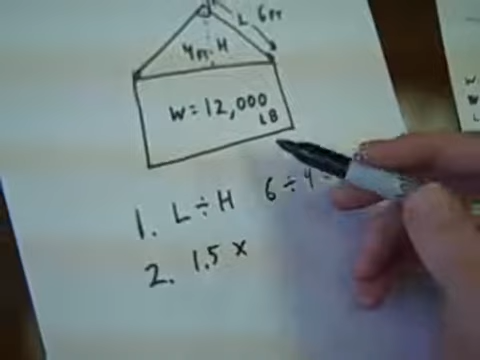 L 6FT
4FT H
W = 12,000
LB
1. L ÷ H 6 ÷ 4
2. 1.5 x